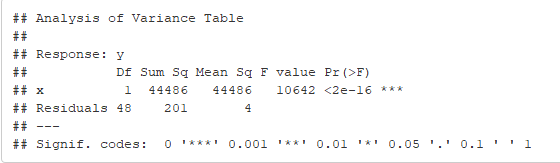 ## Analysis of Variance Table
##
## Response: y
##           Df Sum Sq Mean Sq F value Pr(>F)
## x          1  44486   44486   10642 <2e-16 ***
## Residuals 48    201       4
## ---
## Signif. codes:  0 '***' 0.001 '**' 0.01 '*' 0.05 '.' 0.1 ' ' 1